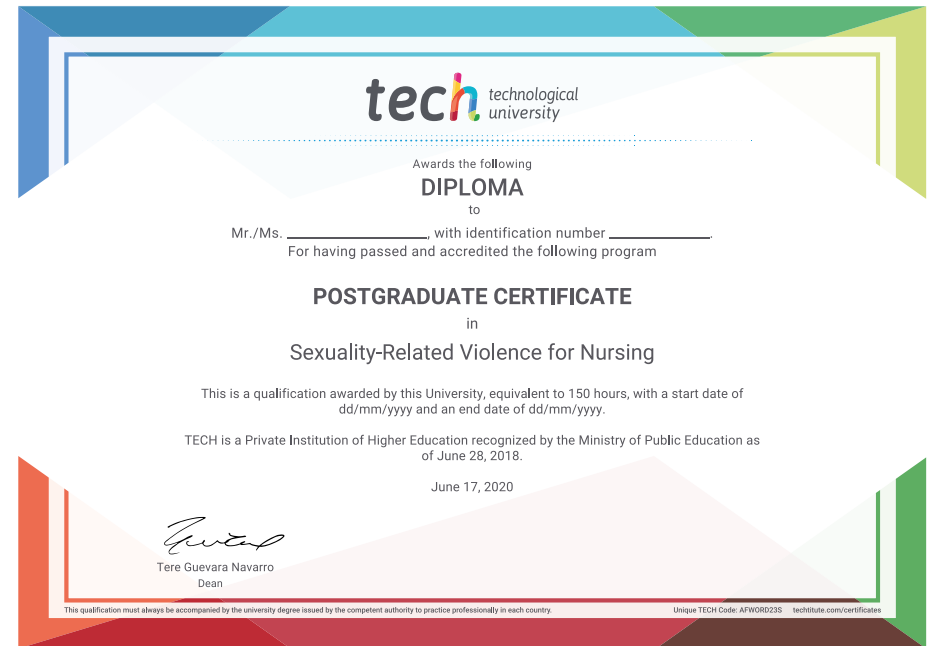 tech technological
university
Awards the following
DIPLOMA
to
Mr./Ms. ____________________, with identification number ______________.
For having passed and accredited the following program
POSTGRADUATE CERTIFICATE
in
Sexuality-Related Violence for Nursing
This is a qualification awarded by this University, equivalent to 150 hours, with a start date of
dd/mm/yyyy and an end date of dd/mm/yyyy.
TECH is a Private Institution of Higher Education recognized by the Ministry of Public Education as
of June 28, 2018.
June 17, 2020
Tere Guevara Navarro
Dean
This qualification must always be accompanied by the university degree issued by the competent authority to practice professionally in each country.
Unique TECH Code: AFWORD23S techtitute.com/certificates